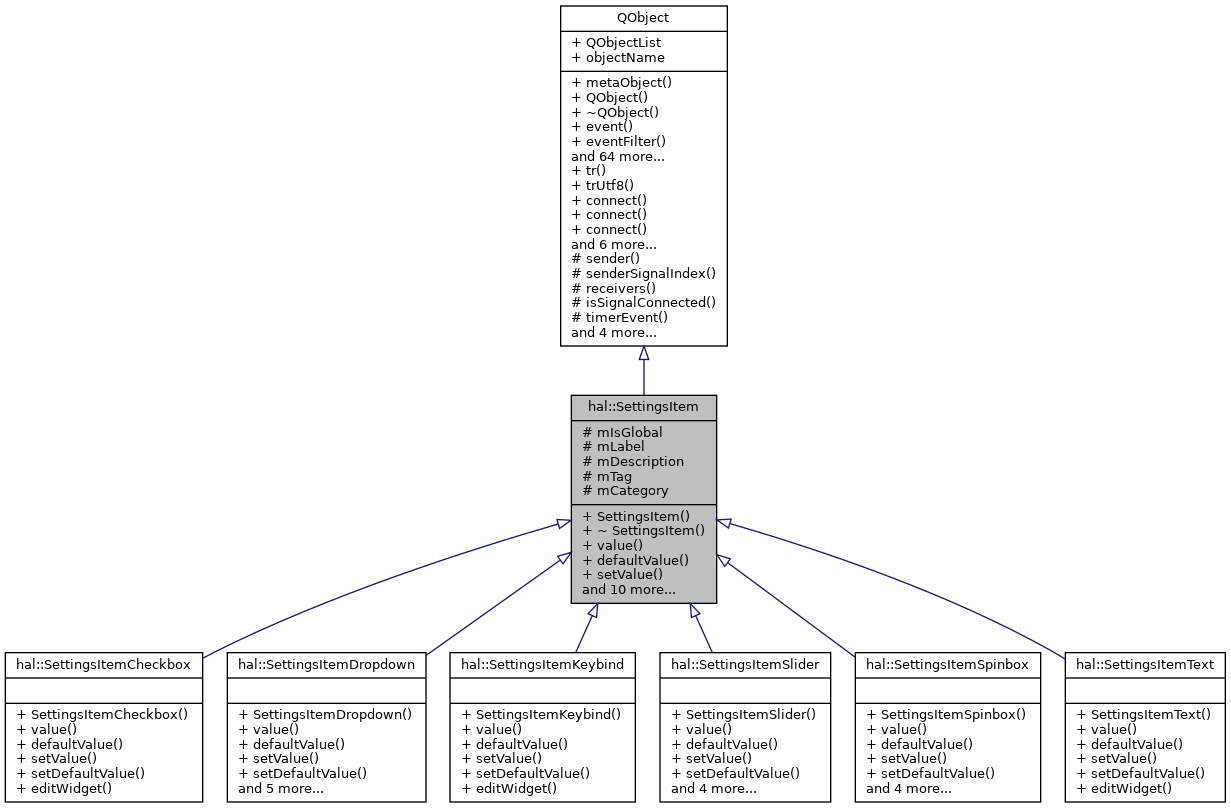 QObject
+ QObjectList
+ objectName
+ metaObject()
+ QObject()
+ ~QObject()
+ event()
+ eventFilter()
and 64 more...
+ tr()
+ trUtf8()
+ connect()
+ connect()
+ connect()
and 6 more...
# sender()
# senderSignalIndex()
# receivers()
# isSignalConnected()
# timerEvent()
and 4 more...
hal::SettingsItem
# mIsGlobal
# mLabel
# mDescription
# mTag
# mCategory
+ SettingsItem()
+ ~ SettingsItem()
+ value()
+ defaultValue()
+ setValue()
and 10 more...
hal::SettingsItemCheckbox
+ SettingsItemCheckbox()
+ value()
+ defaultValue()
+ setValue()
+ setDefaultValue()
+ editWidget()
hal::SettingsItemDropdown
+ SettingsItemDropdown()
+ value()
+ defaultValue()
+ setValue()
+ setDefaultValue()
and 5 more...
hal::SettingsItemKeybind
+ SettingsItemKeybind()
+ value()
+ defaultValue()
+ setValue()
+ setDefaultValue()
+ editWidget()
hal::SettingsItemSlider
+ SettingsItemSlider()
+ value()
+ defaultValue()
+ setValue()
+ setDefaultValue()
and 4 more...
hal::SettingsItemSpinbox
+ SettingsItemSpinbox()
+ value()
+ defaultValue()
+ setValue()
+ setDefaultValue()
and 4 more...
hal::SettingsItemText
+ SettingsItemText()
+ value()
+ defaultValue()
+ setValue()
+ setDefaultValue()
+ editWidget()